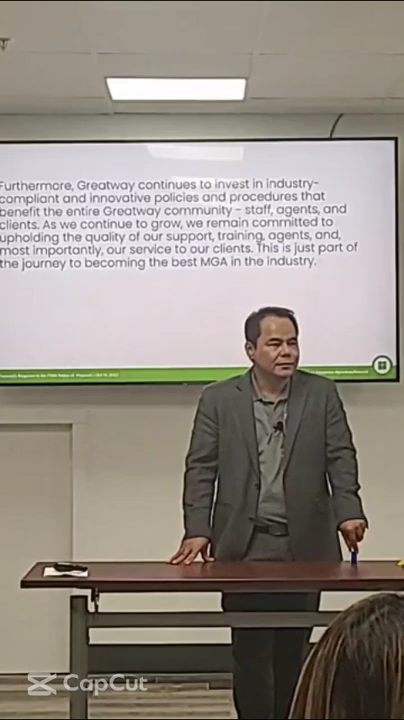 Furthermore, Greatway continues to invest in industry-
compliant and innovative policies and procedures that
benefit the entire Greatway community - staff, agents, and
clients. As we continue to grow, we remain committed to
upholding the quality of our support, training, agents, and,
most importantly, our service to our clients. This is just part of
the journey to becoming the best MGA in the industry.
CapCut